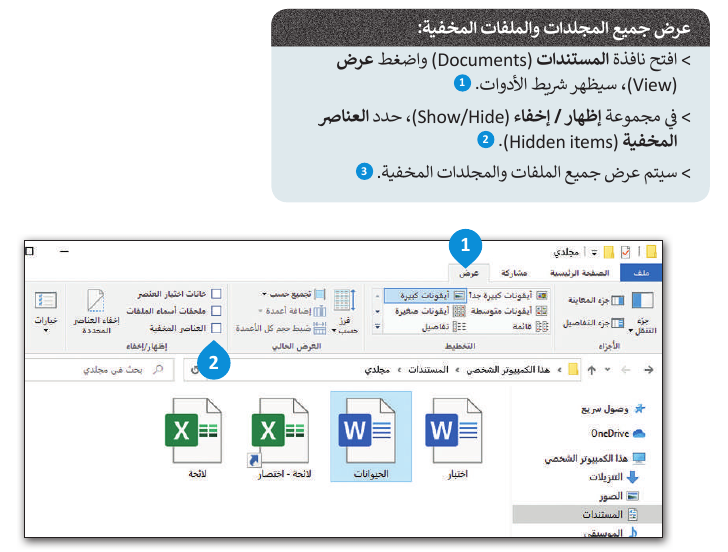 عرض جميع المجلدات والملفات المخفية:
> افتح نافذة المستندات (Documents) واضغط عرض
(View)، سيظهر شريط الأدوات. 1
> في مجموعة إظهار / إخفاء (Show/Hide)، حدد العناصر
المخفية (Hidden items). 2
> سيتم عرض جميع الملفات والمجلدات المخفية. 3
1
مجلدي
ملف الصفحة الرئيسية مشاركة عرض
جزء التنقل
جزء المعاينة
جزء التفاصيل
الأجزاء
أيقونات كبيرة جدًا أيقونات كبيرة
أيقونات متوسطة أيقونات صغيرة
قائمة تفاصيل
التخطيط
فرز حسب
تجميع حسب
إضافة أعمدة
ضبط حجم كل الأعمدة
العرض الحالي
خانات اختيار العنصر
ملحقات أسماء الملفات
العناصر المخفية
إخفاء العناصر المحددة
إظهار/إخفاء
خيارات
2
هذا الكمبيوتر الشخصي > المستندات > مجلدي
بحث في مجلدي
وصول سريع
OneDrive
هذا الكمبيوتر الشخصي
التنزيلات
الصور
المستندات
الموسيقى
اختبار
الحيوانات
لائحة - اختصار
لائحة